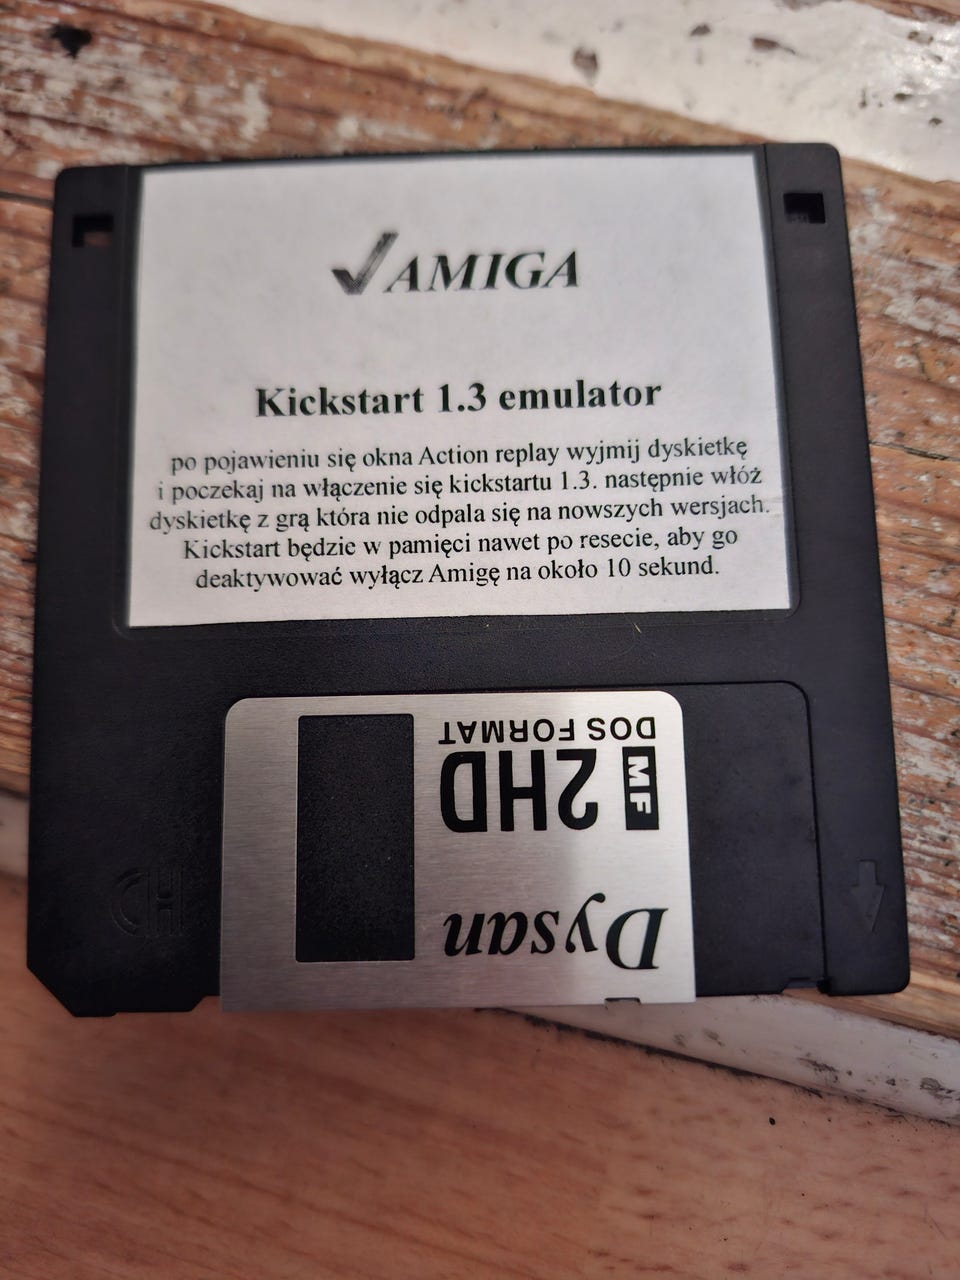 AMIGA
Kickstart 1.3 emulator
po pojawieniu się okna Action replay wyjmij dyskietkę
i poczekaj na włączenie się kickstartu 1.3. następnie włóż
dyskietkę z grą która nie odpala się na nowszych wersjach.
Kickstart będzie w pamięci nawet po resecie, aby go
deaktywować wyłącz Amigę na około 10 sekund.
Dysan
MF 2HD
DOS FORMAT
HD